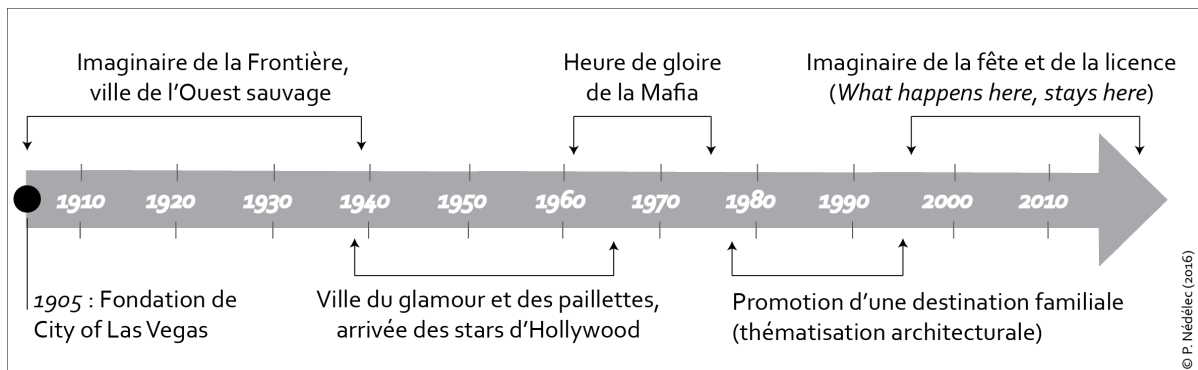 Imaginaire de la Frontière,
ville de l'Ouest sauvage
Heure de gloire
de la Mafia
Imaginaire de la fête et de la licence
(What happens here, stays here)
1910 1920 1930 1940 1950 1960 1970 1980 1990 2000 2010
1905 : Fondation de
City of Las Vegas
Ville du glamour et des paillettes,
arrivée des stars d'Hollywood
Promotion d'une destination familiale
(thématisation architecturale)
© P. Nédélec (2016)